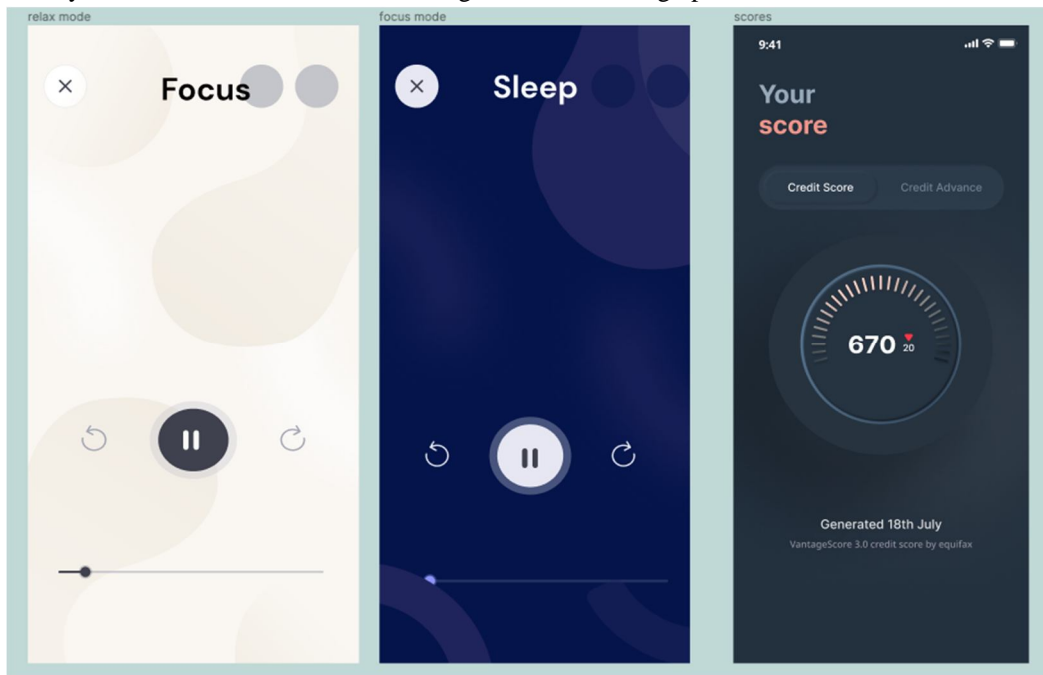 relax mode
Focus
focus mode
Sleep
scores
9:41
Your
score
Credit Score Credit Advance
670 20
Generated 18th July
VantageScore 3.0 credit score by equifax